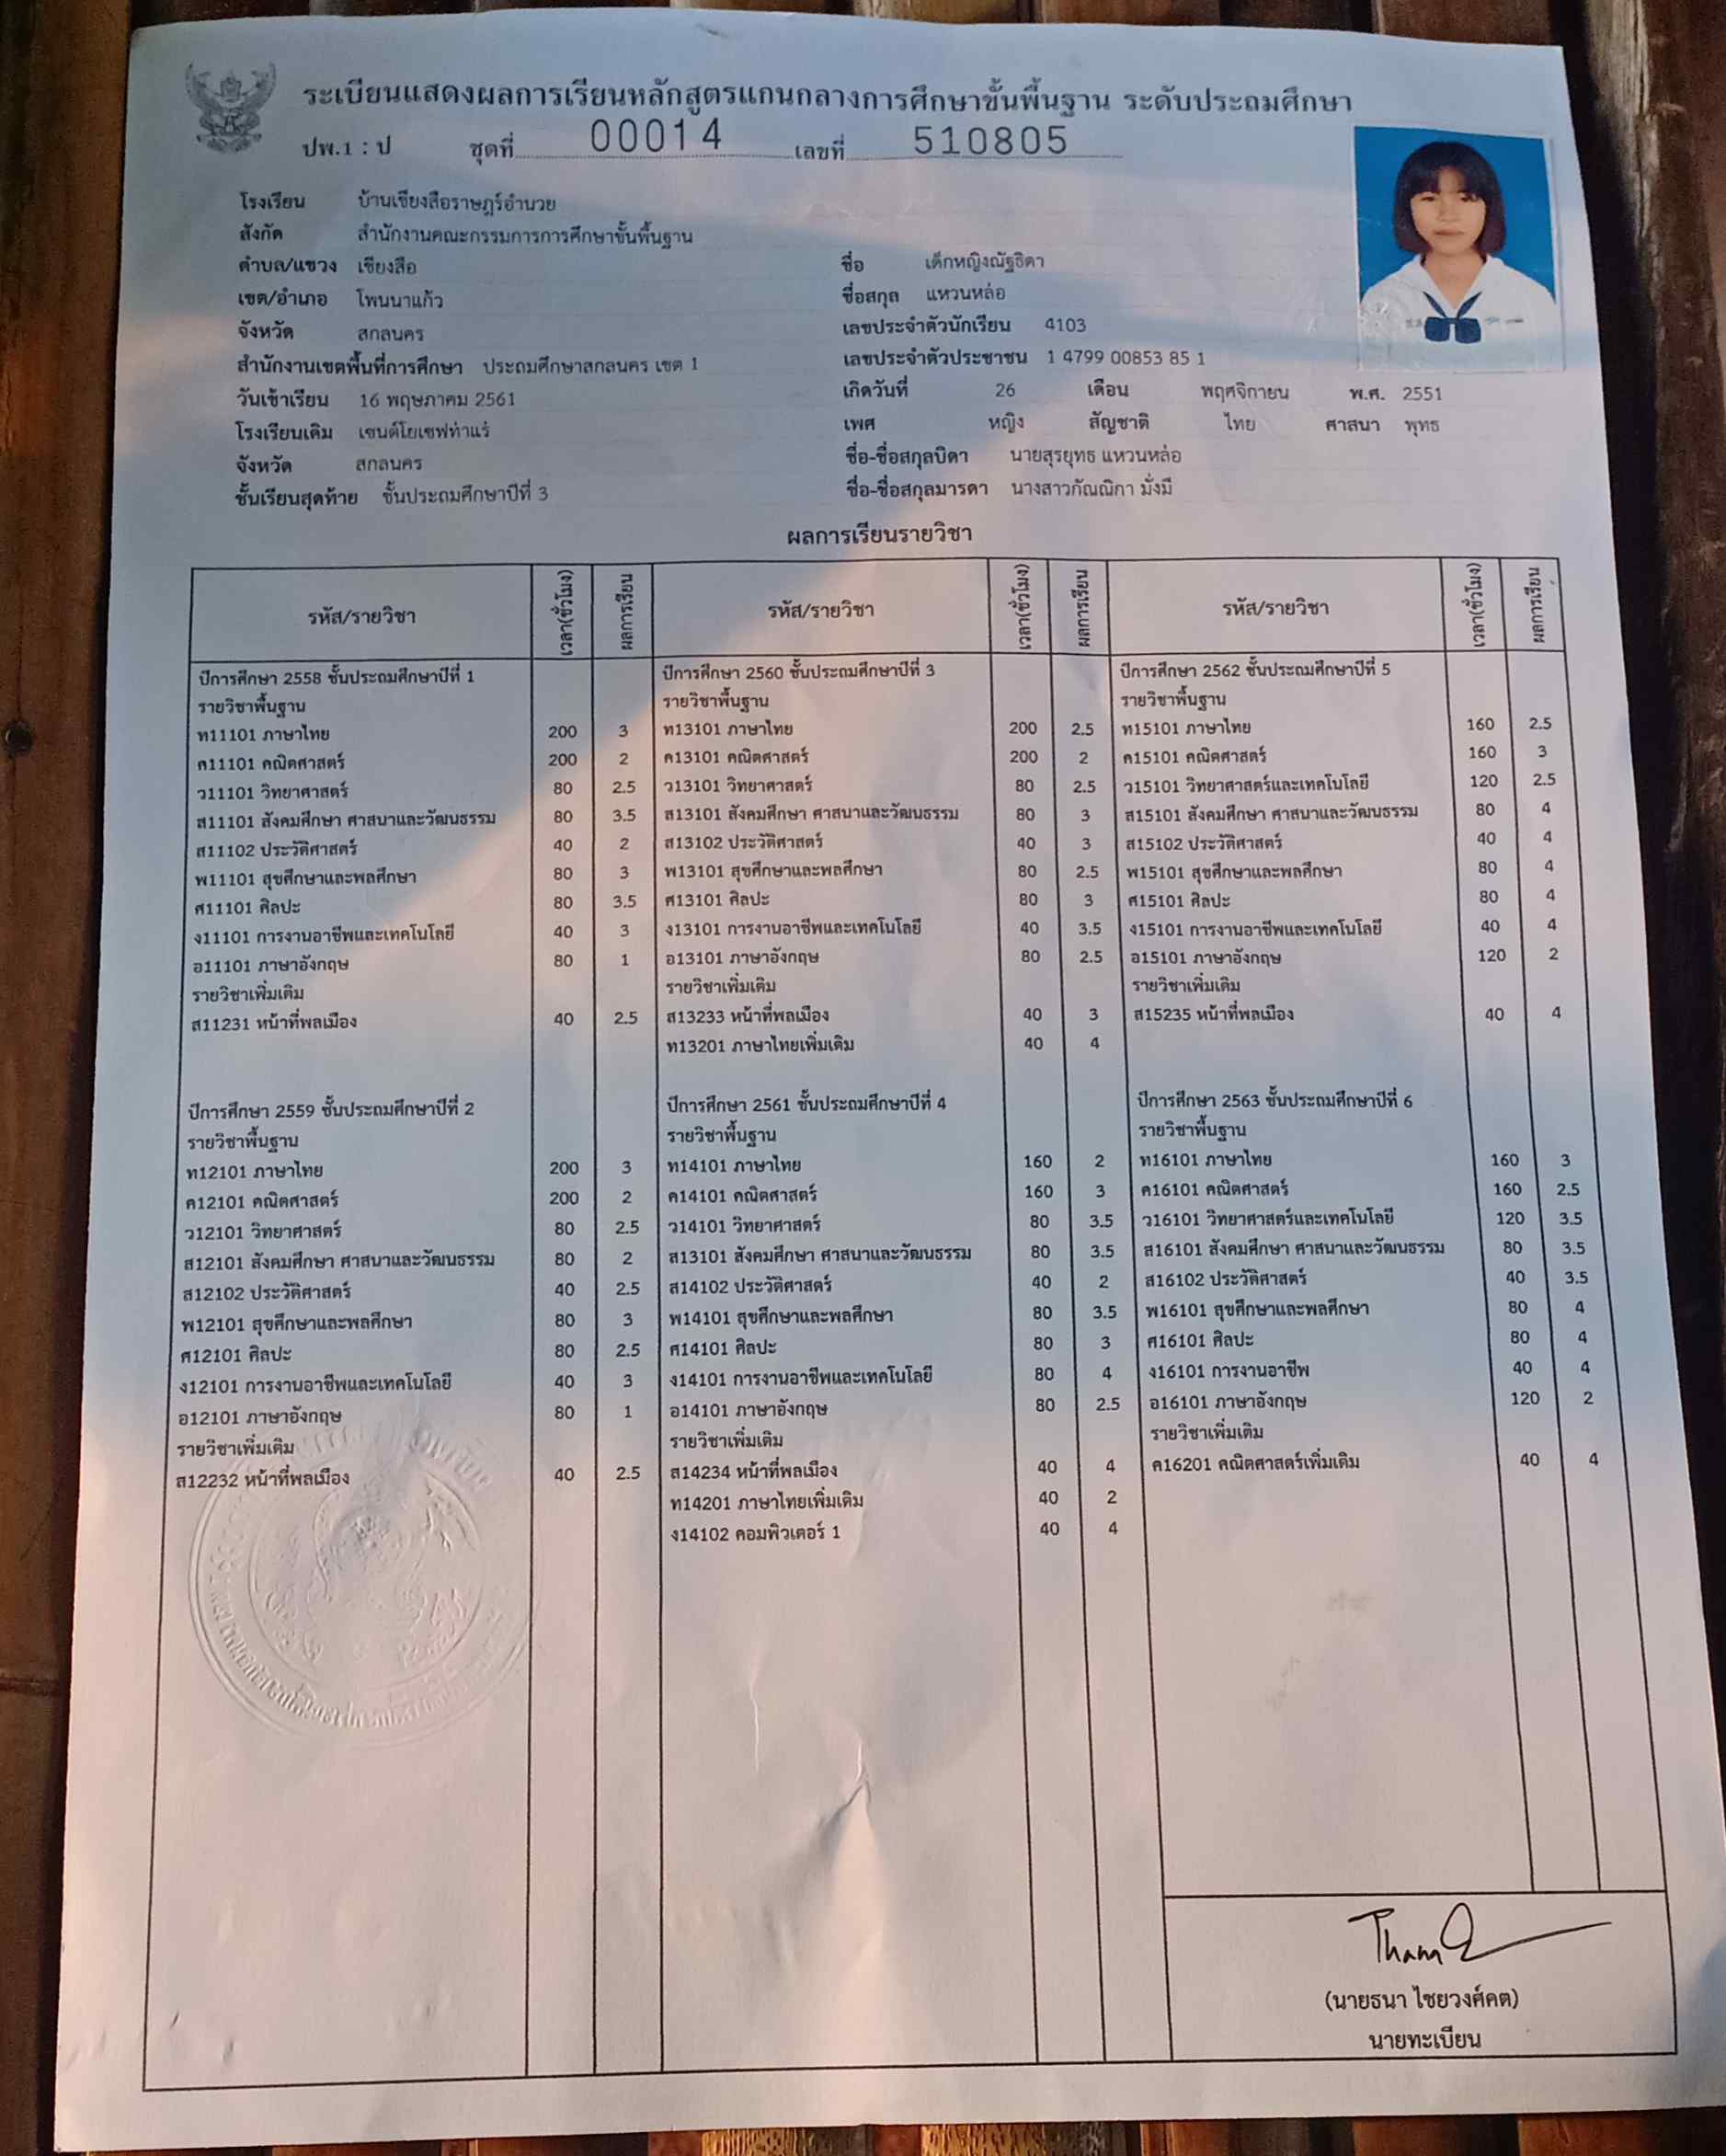 ระเบียนแสดงผลการเรียนหลักสูตรแกนกลางการศึกษาขั้นพื้นฐาน ระดับประถมศึกษา
ปพ.1 : ป ชุดที่ 00014 เลขที่ 510805
โรงเรียน บ้านเชียงสือราษฎร์อำนวย
สังกัด สำนักงานคณะกรรมการการศึกษาขั้นพื้นฐาน
ตำบล/แขวง เชียงสือ
เขต/อำเภอ โพนนาแก้ว
จังหวัด สกลนคร
สำนักงานเขตพื้นที่การศึกษา ประถมศึกษาสกลนคร เขต 1
วันเข้าเรียน 16 พฤษภาคม 2561
โรงเรียนเดิม เซนต์โยเซฟท่าแร่
จังหวัด สกลนคร
ชั้นเรียนสุดท้าย ชั้นประถมศึกษาปีที่ 3
ชื่อ เด็กหญิงณัฐธิดา
ชื่อสกุล แหวนหล่อ
เลขประจำตัวนักเรียน 4103
เลขประจำตัวประชาชน 1 4799 00853 85 1
เกิดวันที่ 26 เดือน พฤศจิกายน พ.ศ. 2551
เพศ หญิง สัญชาติ ไทย ศาสนา พุทธ
ชื่อ-ชื่อสกุลบิดา นายสุรยุทธ แหวนหล่อ
ชื่อ-ชื่อสกุลมารดา นางสาวกัณณิกา มั่งมี
ผลการเรียนรายวิชา
รหัส/รายวิชา เวลา(ชั่วโมง) ผลการเรียน รหัส/รายวิชา เวลา(ชั่วโมง) ผลการเรียน รหัส/รายวิชา เวลา(ชั่วโมง) ผลการเรียน
ปีการศึกษา 2558 ชั้นประถมศึกษาปีที่ 1
รายวิชาพื้นฐาน
ท11101 ภาษาไทย 200 3
ค11101 คณิตศาสตร์ 200 2
ว11101 วิทยาศาสตร์ 80 2.5
ส11101 สังคมศึกษา ศาสนาและวัฒนธรรม 80 3.5
ส11102 ประวัติศาสตร์ 40 2
พ11101 สุขศึกษาและพลศึกษา 80 3
ศ11101 ศิลปะ 80 3.5
ง11101 การงานอาชีพและเทคโนโลยี 40 3
อ11101 ภาษาอังกฤษ 80 1
รายวิชาเพิ่มเติม
ส11231 หน้าที่พลเมือง 40 2.5
ปีการศึกษา 2559 ชั้นประถมศึกษาปีที่ 2
รายวิชาพื้นฐาน
ท12101 ภาษาไทย 200 3
ค12101 คณิตศาสตร์ 200 2
ว12101 วิทยาศาสตร์ 80 2.5
ส12101 สังคมศึกษา ศาสนาและวัฒนธรรม 80 2
ส12102 ประวัติศาสตร์ 40 2.5
พ12101 สุขศึกษาและพลศึกษา 80 3
ศ12101 ศิลปะ 80 2.5
ง12101 การงานอาชีพและเทคโนโลยี 40 3
อ12101 ภาษาอังกฤษ 80 1
รายวิชาเพิ่มเติม
ส12232 หน้าที่พลเมือง 40 2.5
ปีการศึกษา 2560 ชั้นประถมศึกษาปีที่ 3
รายวิชาพื้นฐาน
ท13101 ภาษาไทย 200 2.5
ค13101 คณิตศาสตร์ 200 2
ว13101 วิทยาศาสตร์ 80 2.5
ส13101 สังคมศึกษา ศาสนาและวัฒนธรรม 80 3
ส13102 ประวัติศาสตร์ 40 3
พ13101 สุขศึกษาและพลศึกษา 80 2.5
ศ13101 ศิลปะ 80 3
ง13101 การงานอาชีพและเทคโนโลยี 40 3.5
อ13101 ภาษาอังกฤษ 80 2.5
รายวิชาเพิ่มเติม
ส13233 หน้าที่พลเมือง 40 3
ท13201 ภาษาไทยเพิ่มเติม 40 4
ปีการศึกษา 2561 ชั้นประถมศึกษาปีที่ 4
รายวิชาพื้นฐาน
ท14101 ภาษาไทย 160 2
ค14101 คณิตศาสตร์ 160 3
ว14101 วิทยาศาสตร์ 80 3.5
ส13101 สังคมศึกษา ศาสนาและวัฒนธรรม 80 3.5
ส14102 ประวัติศาสตร์ 40 2
พ14101 สุขศึกษาและพลศึกษา 80 3.5
ศ14101 ศิลปะ 80 3
ง14101 การงานอาชีพและเทคโนโลยี 80 4
อ14101 ภาษาอังกฤษ 80 2.5
รายวิชาเพิ่มเติม
ส14234 หน้าที่พลเมือง 40 4
ท14201 ภาษาไทยเพิ่มเติม 40 2
ง14102 คอมพิวเตอร์ 1 40 4
ปีการศึกษา 2562 ชั้นประถมศึกษาปีที่ 5
รายวิชาพื้นฐาน
ท15101 ภาษาไทย 160 2.5
ค15101 คณิตศาสตร์ 160 3
ว15101 วิทยาศาสตร์และเทคโนโลยี 120 2.5
ส15101 สังคมศึกษา ศาสนาและวัฒนธรรม 80 4
ส15102 ประวัติศาสตร์ 40 4
พ15101 สุขศึกษาและพลศึกษา 80 4
ศ15101 ศิลปะ 80 4
ง15101 การงานอาชีพและเทคโนโลยี 40 4
อ15101 ภาษาอังกฤษ 120 2
รายวิชาเพิ่มเติม
ส15235 หน้าที่พลเมือง 40 4
ปีการศึกษา 2563 ชั้นประถมศึกษาปีที่ 6
รายวิชาพื้นฐาน
ท16101 ภาษาไทย 160 3
ค16101 คณิตศาสตร์ 160 2.5
ว16101 วิทยาศาสตร์และเทคโนโลยี 120 3.5
ส16101 สังคมศึกษา ศาสนาและวัฒนธรรม 80 3.5
ส16102 ประวัติศาสตร์ 40 3.5
พ16101 สุขศึกษาและพลศึกษา 80 4
ศ16101 ศิลปะ 80 4
ง16101 การงานอาชีพ 40 4
อ16101 ภาษาอังกฤษ 120 2
รายวิชาเพิ่มเติม
ค16201 คณิตศาสตร์เพิ่มเติม 40 4
(นายธนา ไชยวงศ์คต)
นายทะเบียน